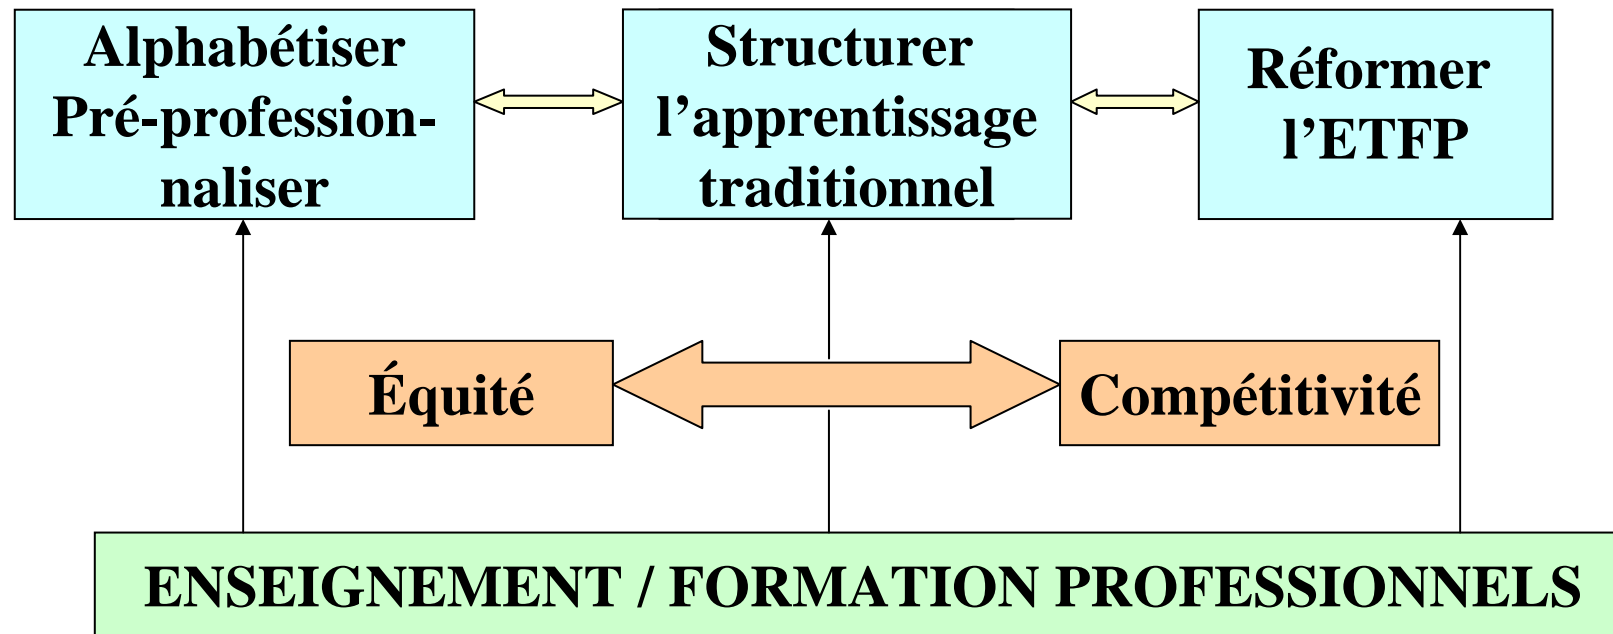 Alphabétiser
Pré-profession-
naliser
Structurer
l’apprentissage
traditionnel
Réformer
l’ETFP
Équité
Compétitivité
ENSEIGNEMENT / FORMATION PROFESSIONNELS